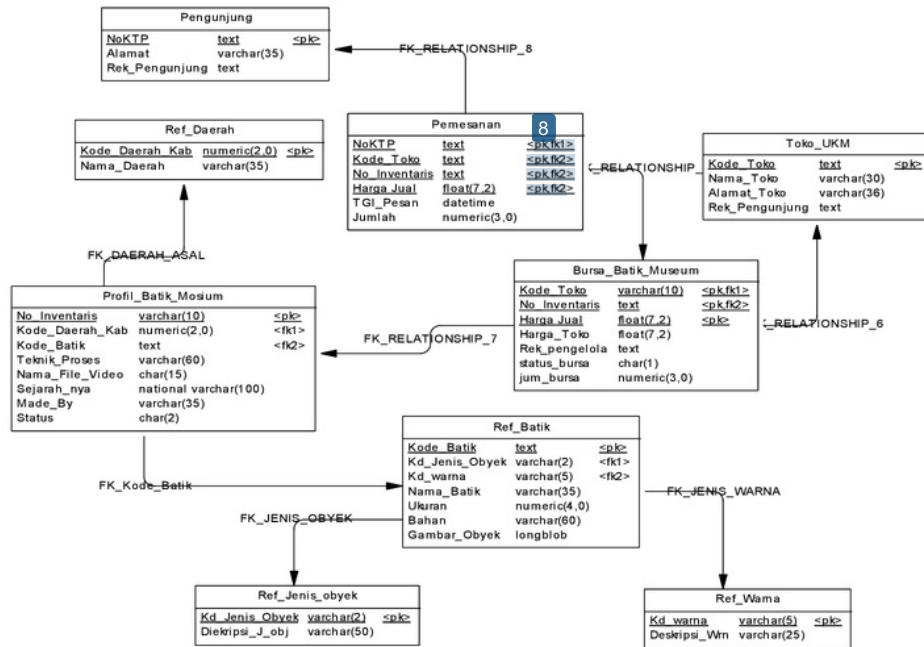 Pengunjung
NoKTP text <pk>
Alamat varchar(35)
Rek_Pengunjung text
FK_RELATIONSHIP_8
Ref_Daerah
Kode_Daerah_Kab numeric(2,0) <pk>
Nama_Daerah varchar(35)
8
Pemesanan
NoKTP text <pk,fk1>
Kode_Toko text <pk,fk2>
No_Inventaris text <pk,fk2>
Harga_Jual float(7,2) <pk,fk2>
TGl_Pesan datetime
Jumlah numeric(3,0)
_RELATIONSHIP_
Toko_UKM
Kode_Toko text <pk>
Nama_Toko varchar(30)
Alamat_Toko varchar(36)
Rek_Pengunjung text
FK_DAERAH_ASAL
Profil_Batik_Mosium
No_Inventaris varchar(10) <pk>
Kode_Daerah_Kab numeric(2,0) <fk1>
Kode_Batik text <fk2>
Teknik_Proses varchar(60)
Nama_File_Video char(15)
Sejarah_nya national varchar(100)
Made_By varchar(35)
Status char(2)
FK_RELATIONSHIP_7
Bursa_Batik_Museum
Kode_Toko varchar(10) <pk,fk1>
No_Inventaris text <pk,fk2>
Harga_Jual float(7,2) <pk>
Harga_Toko float(7,2)
Rek_pengelola text
status_bursa char(1)
jum_bursa numeric(3,0)
_RELATIONSHIP_6
Ref_Batik
Kode_Batik text <pk>
Kd_Jenis_Obyek varchar(2) <fk1>
Kd_warna varchar(5) <fk2>
Nama_Batik varchar(35)
Ukuran numeric(4,0)
Bahan varchar(60)
Gambar_Obyek longblob
FK_Kode_Batik
FK_JENIS_OBYEK
FK_JENIS_WARNA
Ref_Jenis_obyek
Kd_Jenis_Obyek varchar(2) <pk>
Diekripsi_J_obj varchar(50)
Ref_Warna
Kd_warna varchar(5) <pk>
Deskripsi_Wrn varchar(25)